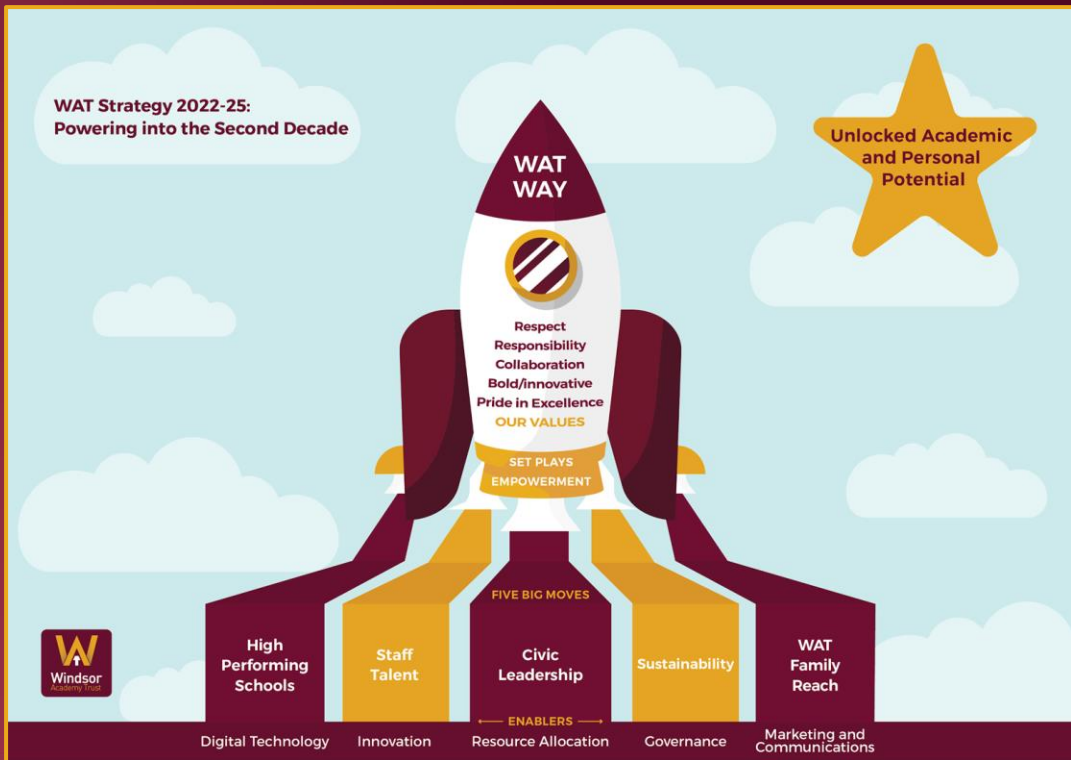 WAT Strategy 2022-25:
Powering into the Second Decade
Unlocked Academic
and Personal
Potential
WAT
WAY
Respect
Responsibility
Collaboration
Bold/innovative
Pride in Excellence
OUR VALUES
SET PLAYS
EMPOWERMENT
FIVE BIG MOVES
High
Performing
Schools
Staff
Talent
Civic
Leadership
Sustainability
WAT
Family
Reach
Windsor
Academy Trust
ENABLERS
Digital Technology
Innovation
Resource Allocation
Governance
Marketing and
Communications